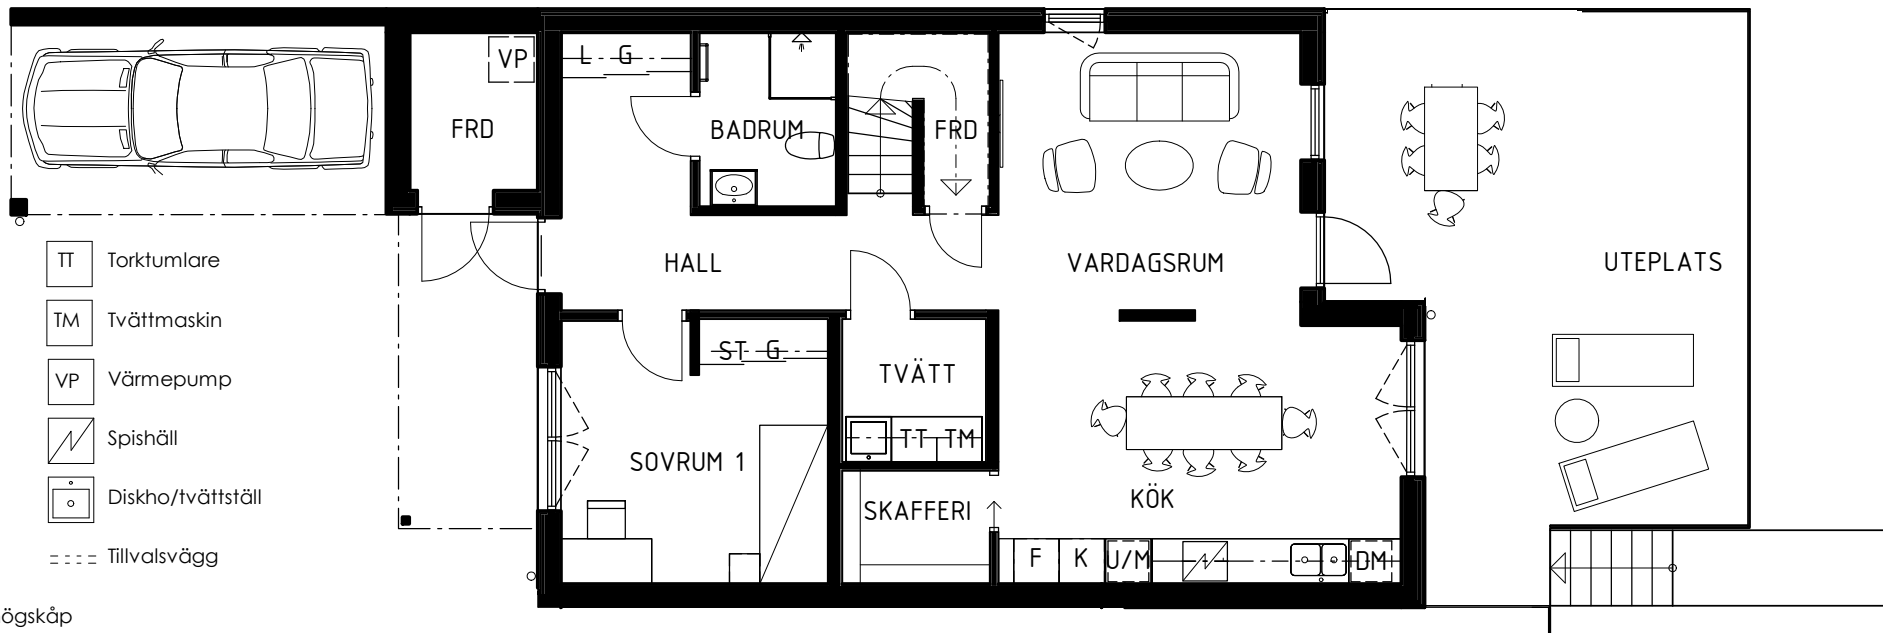 VP
L G
FRD
BADRUM
FRD
HALL
VARDAGSRUM
UTEPLATS
TT Torktumlare
TM Tvättmaskin
VP Värmepump
Spishäll
Diskho/tvättställ
Tillvalsvägg
ögskåp
ST G
TVÄTT
TT TM
SOVRUM 1
SKAFFERI
KÖK
F K U/M DM